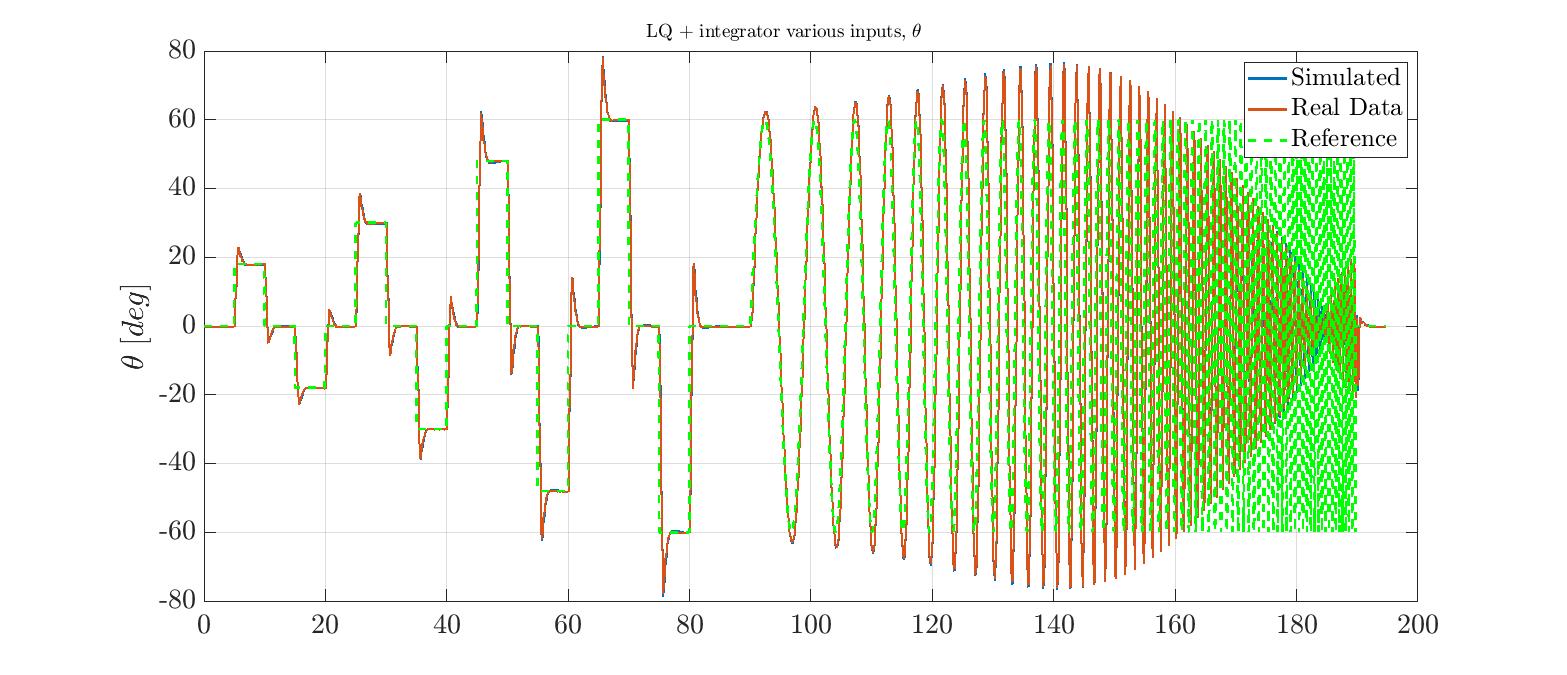 LQ + integrator various inputs, θ
80
60
40
20
0
-20
-40
-60
-80
θ [deg]
Simulated
Real Data
Reference
0 20 40 60 80 100 120 140 160 180 200